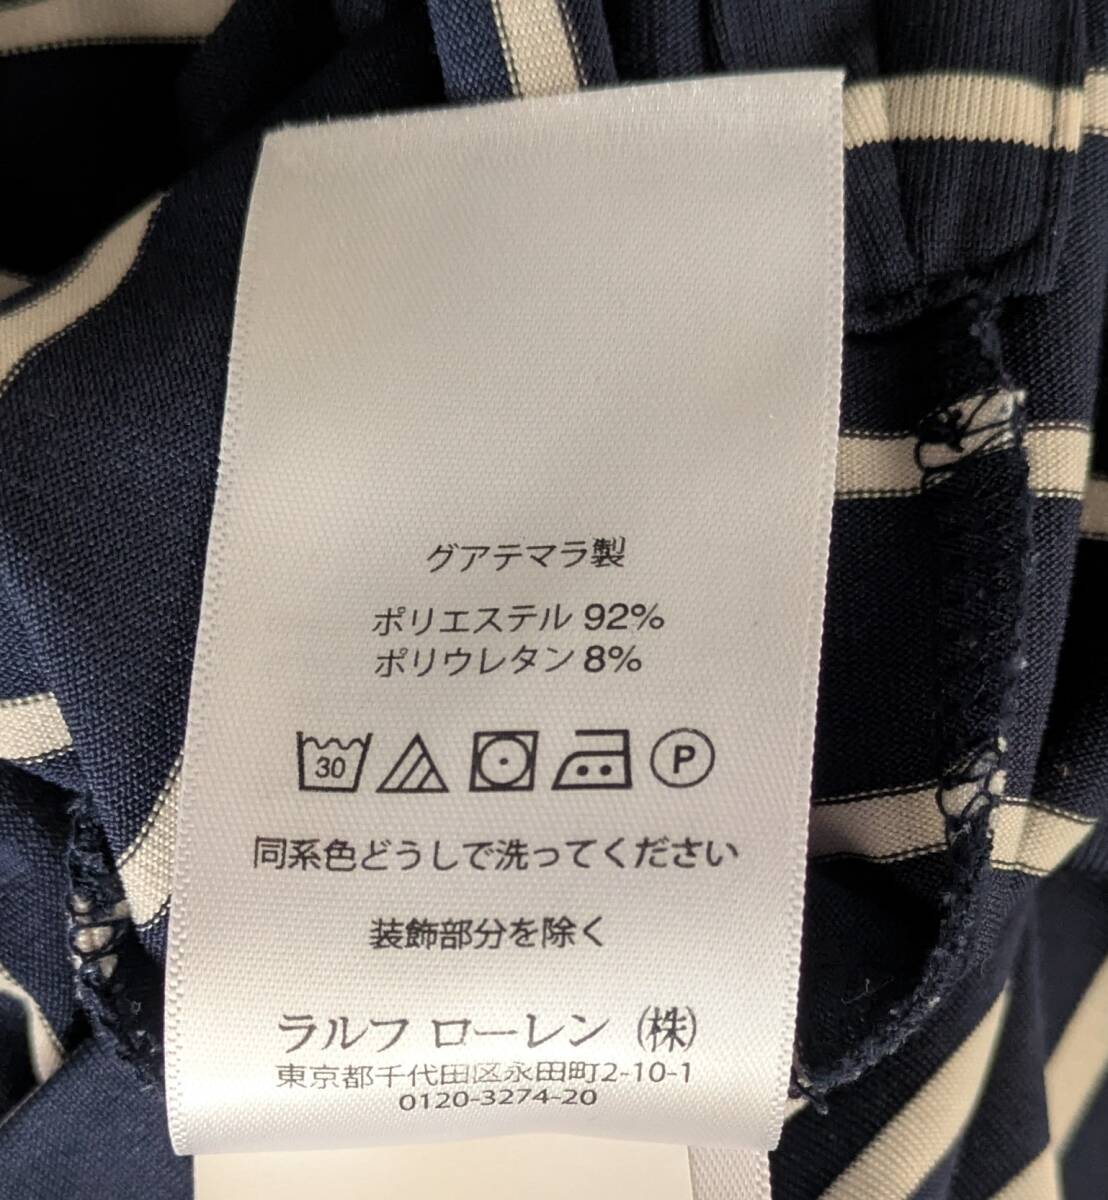 グアテマラ製
ポリエステル 92%
ポリウレタン 8%
30 P
同系色どうしで洗ってください
装飾部分を除く
ラルフ ローレン (株)
東京都千代田区永田町2-10-1
0120-3274-20